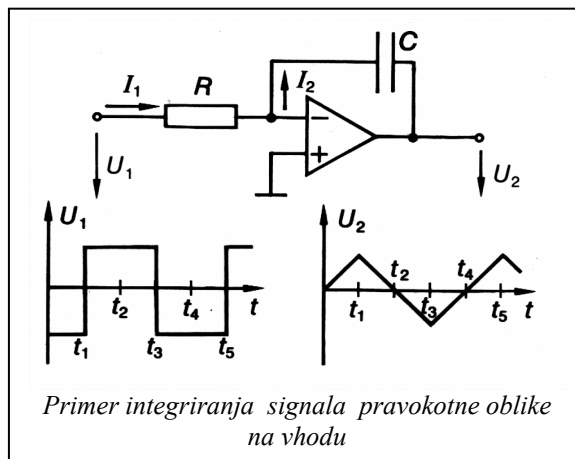 C
I1 R I2
−
+
U1 U2
U1 U2
t2 t4 t t2 t4
t1 t3 t5 t1 t3 t5 t
Primer integriranja signala pravokotne oblike
na vhodu